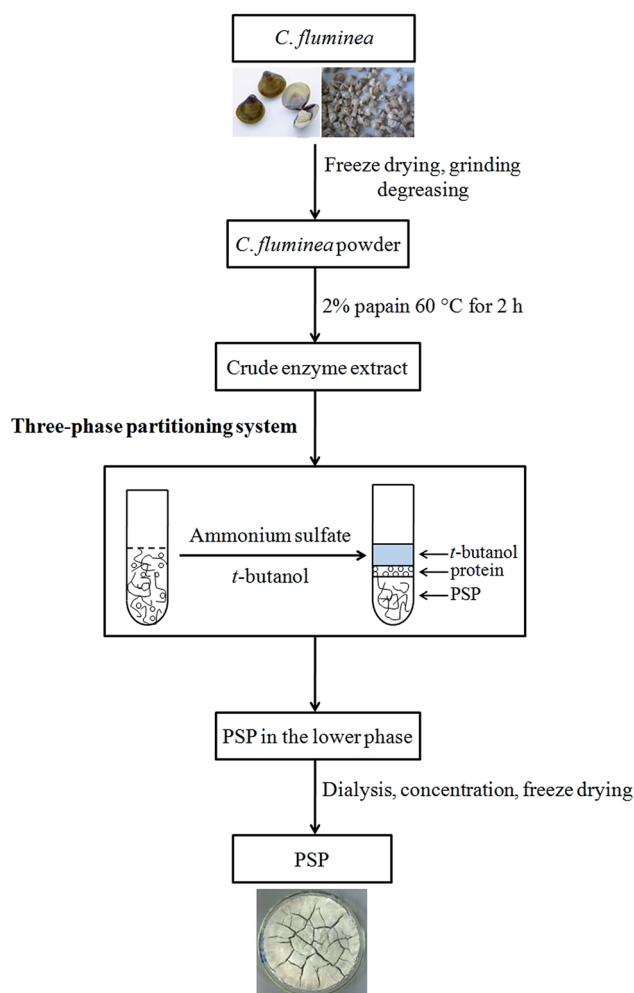 C. fluminea
Freeze drying, grinding
degreasing
C. fluminea powder
2% papain 60 °C for 2 h
Crude enzyme extract
Three-phase partitioning system
Ammonium sulfate
t-butanol
t-butanol
protein
PSP
PSP in the lower phase
Dialysis, concentration, freeze drying
PSP